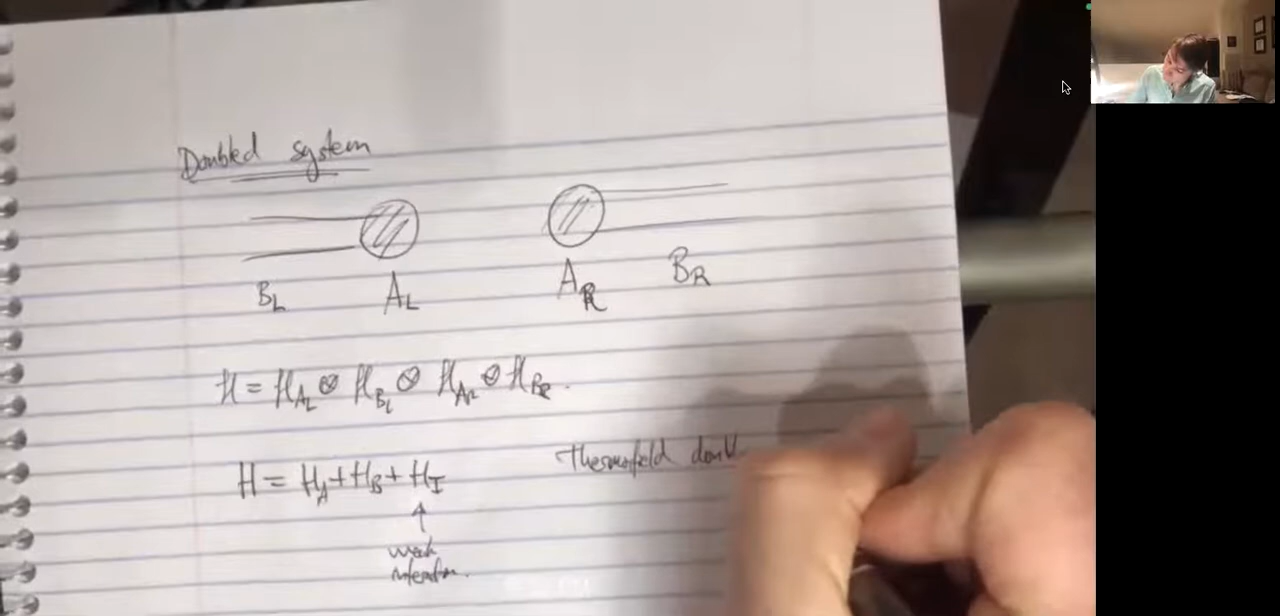 Doubled system
B_L A_L A_R B_R
H = H_{A_L} ⊗ H_{B_L} ⊗ H_{A_R} ⊗ H_{B_R}.
H = H_A + H_B + H_I Thermofield doubl
↑
weak